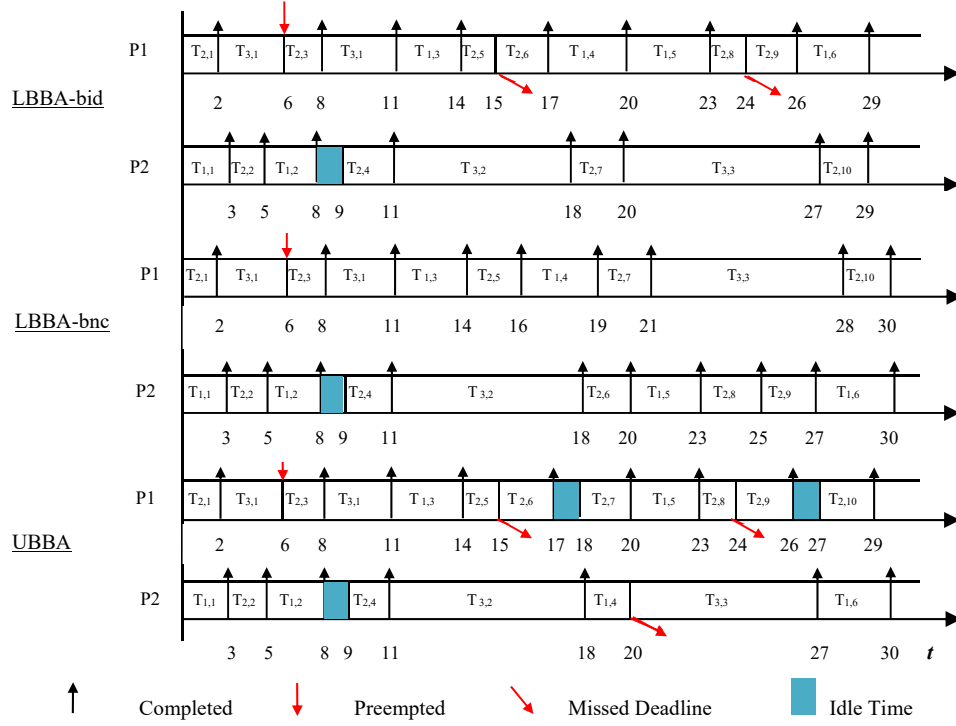 P1 T2,1 T3,1 T2,3 T3,1 T1,3 T2,5 T2,6 T1,4 T1,5 T2,8 T2,9 T1,6
2 6 8 11 14 15 17 20 23 24 26 29
LBBA-bid
P2 T1,1 T2,2 T1,2 T2,4 T3,2 T2,7 T3,3 T2,10
3 5 8 9 11 18 20 27 29
P1 T2,1 T3,1 T2,3 T3,1 T1,3 T2,5 T1,4 T2,7 T3,3 T2,10
2 6 8 11 14 16 19 21 28 30
LBBA-bnc
P2 T1,1 T2,2 T1,2 T2,4 T3,2 T2,6 T1,5 T2,8 T2,9 T1,6
3 5 8 9 11 18 20 23 25 27 30
P1 T2,1 T3,1 T2,3 T3,1 T1,3 T2,5 T2,6 T2,7 T1,5 T2,8 T2,9 T2,10
2 6 8 11 14 15 17 18 20 23 24 26 27 29
UBBA
P2 T1,1 T2,2 T1,2 T2,4 T3,2 T1,4 T3,3 T1,6
3 5 8 9 11 18 20 27 30 t
Completed Preempted Missed Deadline Idle Time